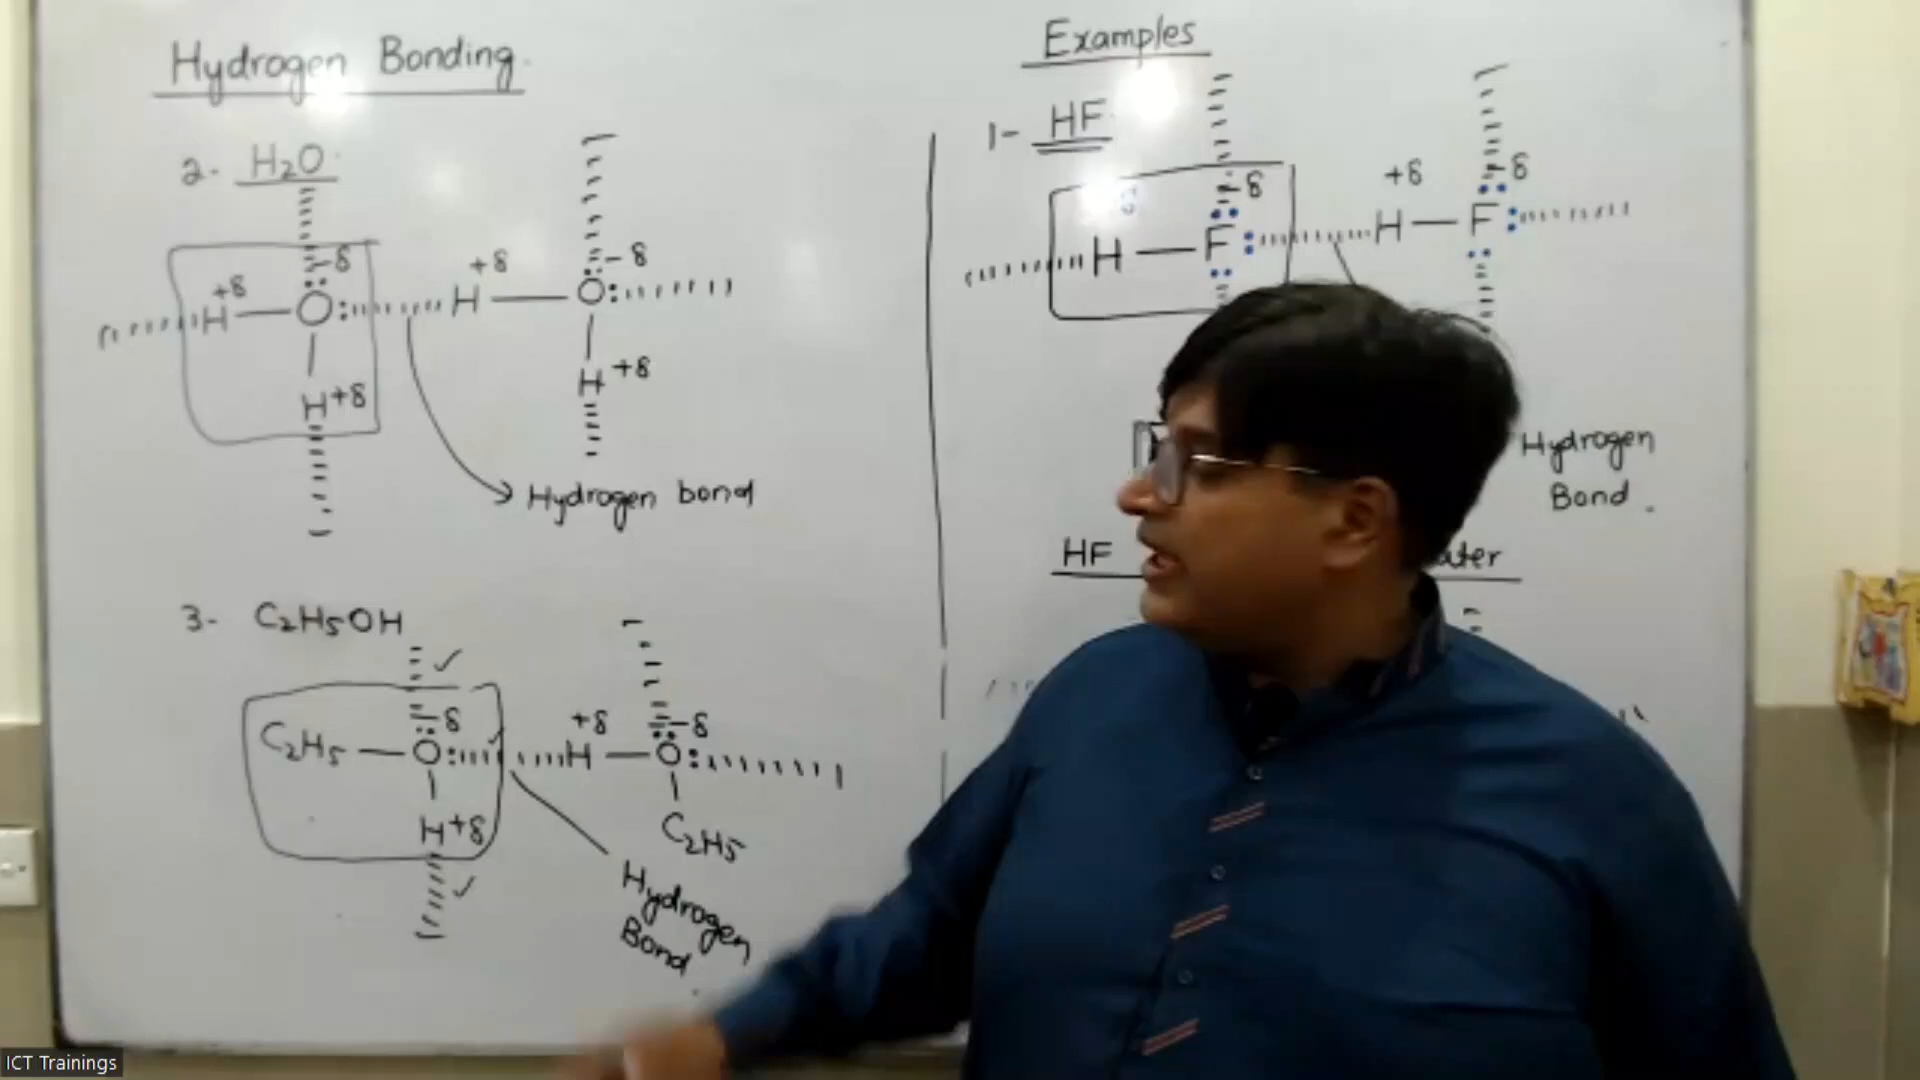 Hydrogen Bonding.
2- H2O
-δ
+δ
H—O:
H+δ
+δ
-δ
H—O:
H+δ
Hydrogen bond
3- C2H5OH
-δ
C2H5—O:
H+δ
+δ
-δ
H—O:
C2H5
Hydrogen
Bond
Examples
1- HF
-δ
H—F:
+δ
δ
H—F:
Hydrogen
Bond.
HF
ater
ICT Trainings